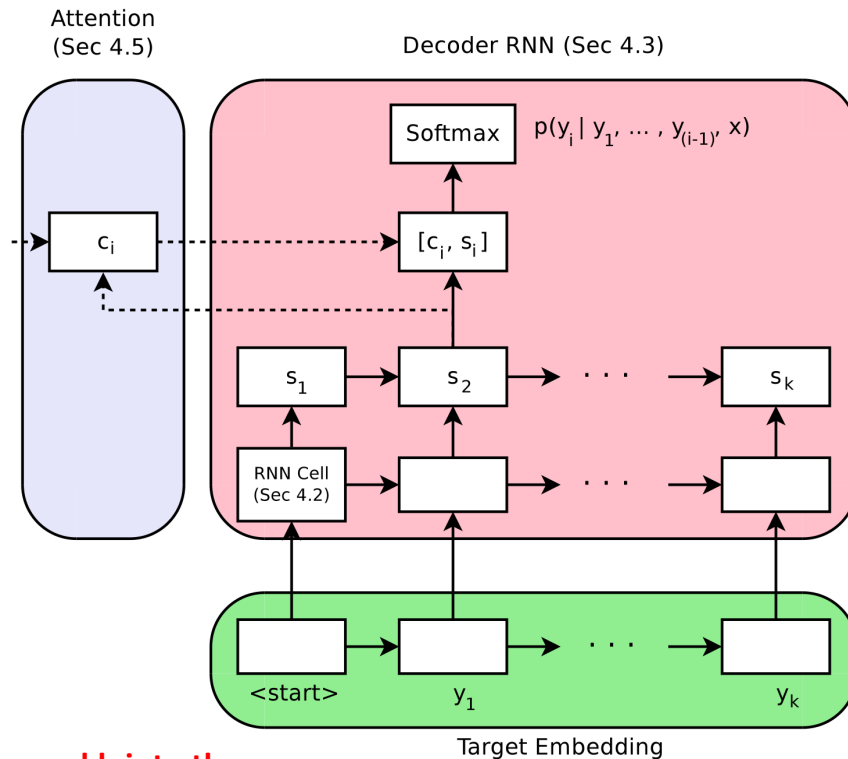 Attention
(Sec 4.5)
Decoder RNN (Sec 4.3)
Softmax
p(y_i | y_1, ... , y_(i-1), x)
c_i
[c_i, s_i]
s_1
s_2
. . .
s_k
RNN Cell
(Sec 4.2)
. . .
. . .
<start>
y_1
y_k
Target Embedding